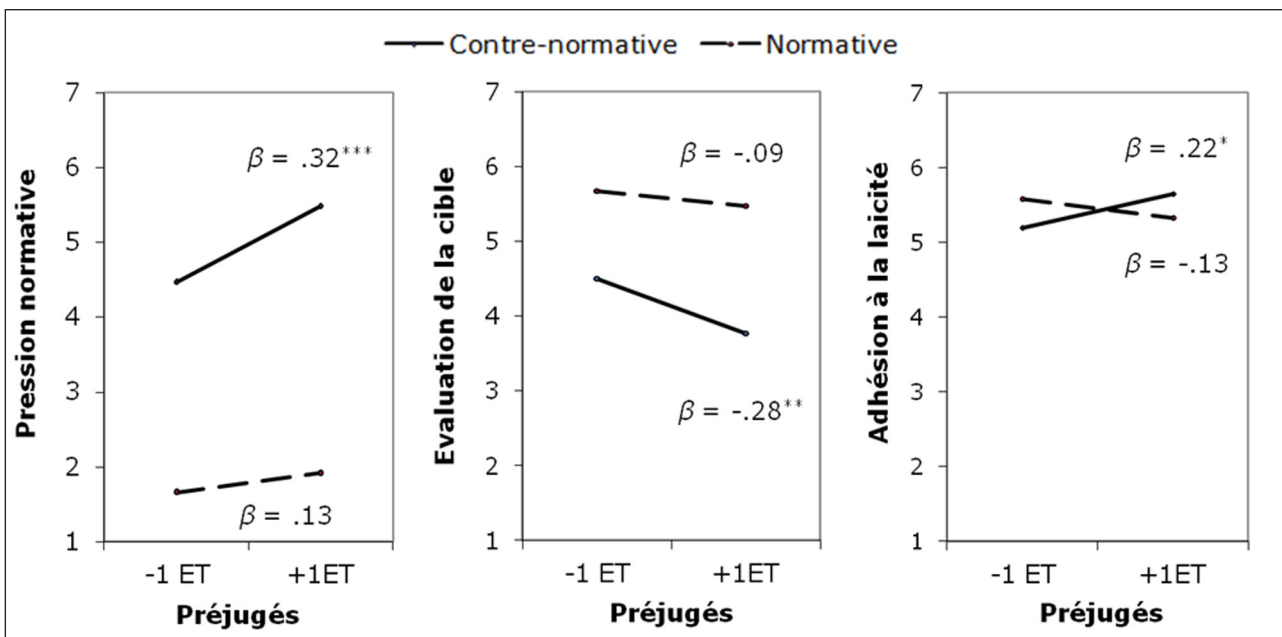 Contre-normative Normative
Pression normative
7
6
5
4
3
2
1
β = .32***
β = .13
-1 ET +1ET
Préjugés
Evaluation de la cible
7
6
5
4
3
2
1
β = -.09
β = -.28**
-1 ET +1ET
Préjugés
Adhésion à la laicité
7
6
5
4
3
2
1
β = .22*
β = -.13
-1 ET +1ET
Préjugés